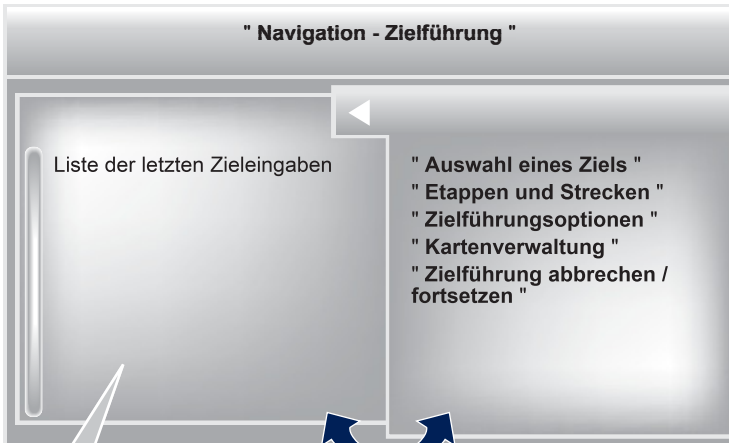 " Navigation - Zielführung "
Liste der letzten Zieleingaben
" Auswahl eines Ziels "
" Etappen und Strecken "
" Zielführungsoptionen "
" Kartenverwaltung "
" Zielführung abbrechen /
fortsetzen "